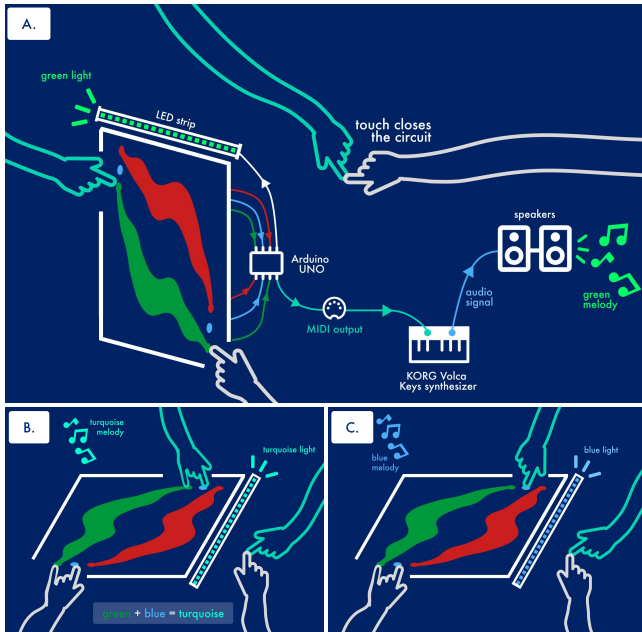 A.
green light
LED strip
touch closes
the circuit
speakers
Arduino
UNO
green
melody
audio
signal
MIDI output
KORG Volca
Keys synthesizer
B.
turquoise
melody
turquoise light
green + blue = turquoise
C.
blue
melody
blue light